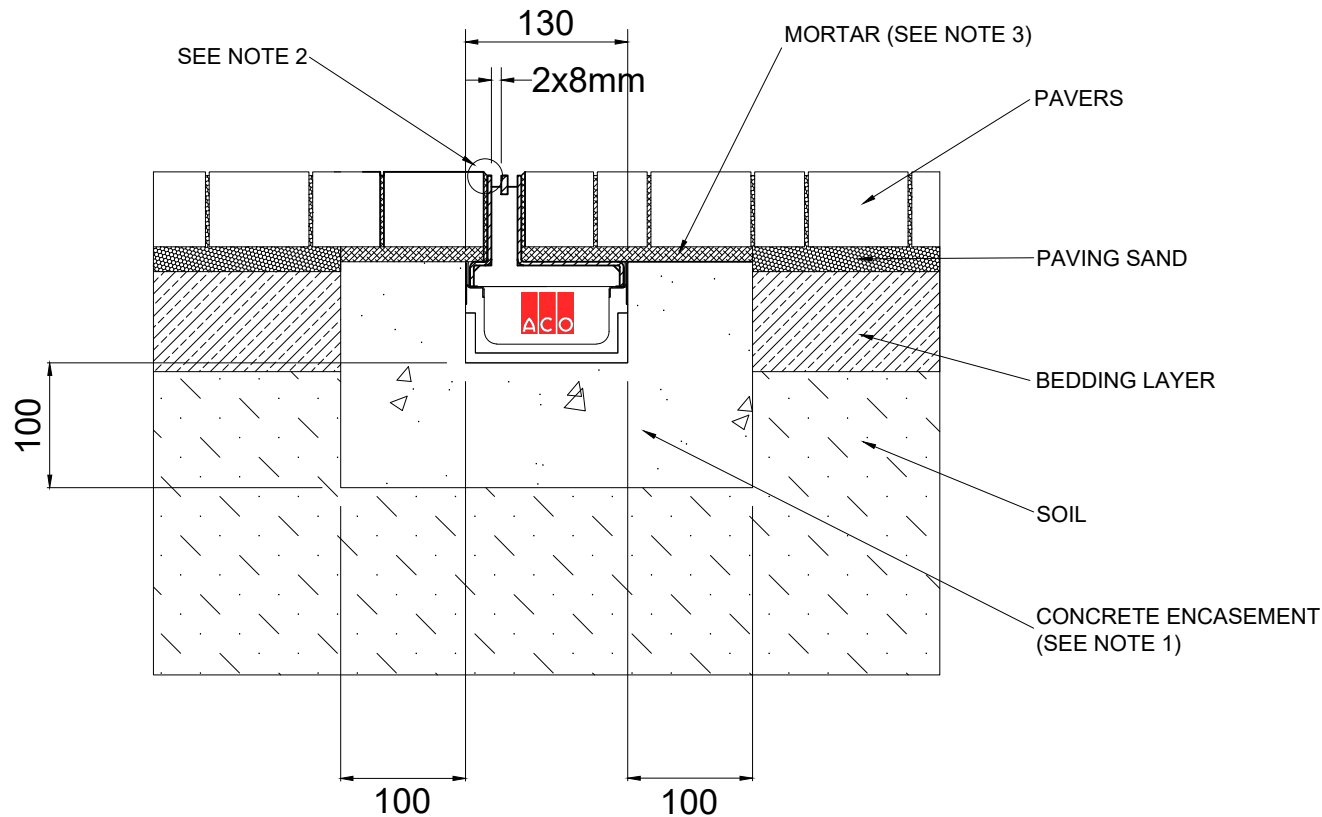 130
SEE NOTE 2
MORTAR (SEE NOTE 3)
2x8mm
PAVERS
PAVING SAND
ACO
BEDDING LAYER
100
SOIL
CONCRETE ENCASEMENT
(SEE NOTE 1)
100
100